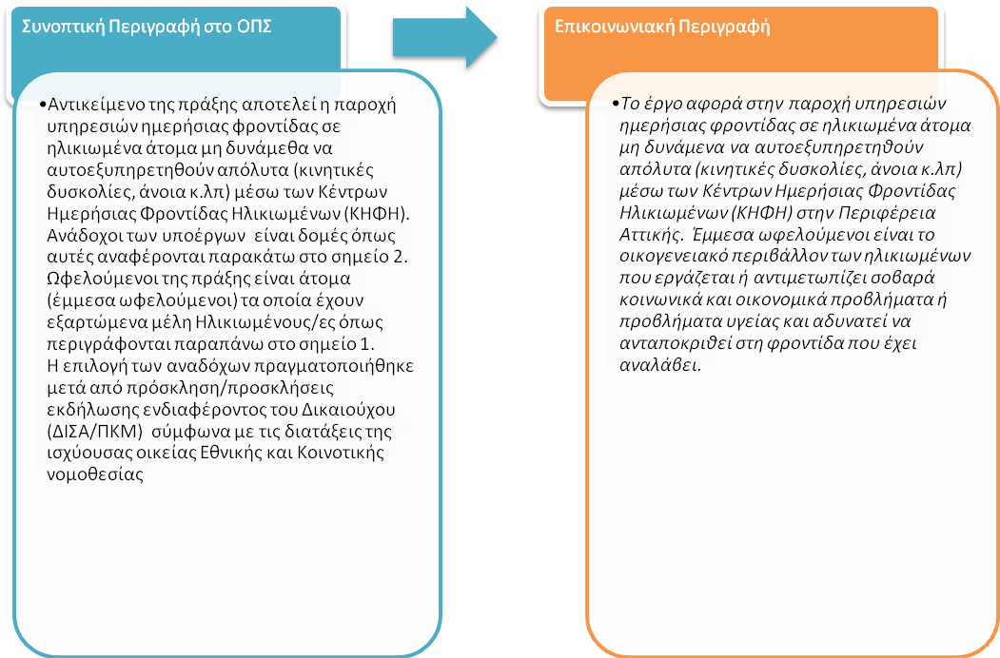 Συνοπτική Περιγραφή στο ΟΠΣ
•Αντικείμενο της πράξης αποτελεί η παροχή
υπηρεσιών ημερήσιας φροντίδας σε
ηλικιωμένα άτομα μη δυνάμεθα να
αυτοεξυπηρετηθούν απόλυτα (κινητικές
δυσκολίες, άνοια κ.λπ) μέσω των Κέντρων
Ημερήσιας Φροντίδας Ηλικιωμένων (ΚΗΦΗ).
Ανάδοχοι των υποέργων είναι δομές όπως
αυτές αναφέρονται παρακάτω στο σημείο 2.
Ωφελούμενοι της πράξης είναι άτομα
(έμμεσα ωφελούμενοι) τα οποία έχουν
εξαρτώμενα μέλη Ηλικιωμένους/ες όπως
περιγράφονται παραπάνω στο σημείο 1.
Η επιλογή των αναδόχων πραγματοποιήθηκε
μετά από πρόσκληση/προσκλήσεις
εκδήλωσης ενδιαφέροντος του Δικαιούχου
(ΔΙΣΑ/ΠΚΜ) σύμφωνα με τις διατάξεις της
ισχύουσας οικείας Εθνικής και Κοινοτικής
νομοθεσίας
Επικοινωνιακή Περιγραφή
•Το έργο αφορά στην παροχή υπηρεσιών
ημερήσιας φροντίδας σε ηλικιωμένα άτομα
μη δυνάμενα να αυτοεξυπηρετηθούν
απόλυτα (κινητικές δυσκολίες, άνοια κ.λπ)
μέσω των Κέντρων Ημερήσιας Φροντίδας
Ηλικιωμένων (ΚΗΦΗ) στην Περιφέρεια
Αττικής. Έμμεσα ωφελούμενοι είναι το
οικογενειακό περιβάλλον των ηλικιωμένων
που εργάζεται ή αντιμετωπίζει σοβαρά
κοινωνικά και οικονομικά προβλήματα ή
προβλήματα υγείας και αδυνατεί να
ανταποκριθεί στη φροντίδα που έχει
αναλάβει.